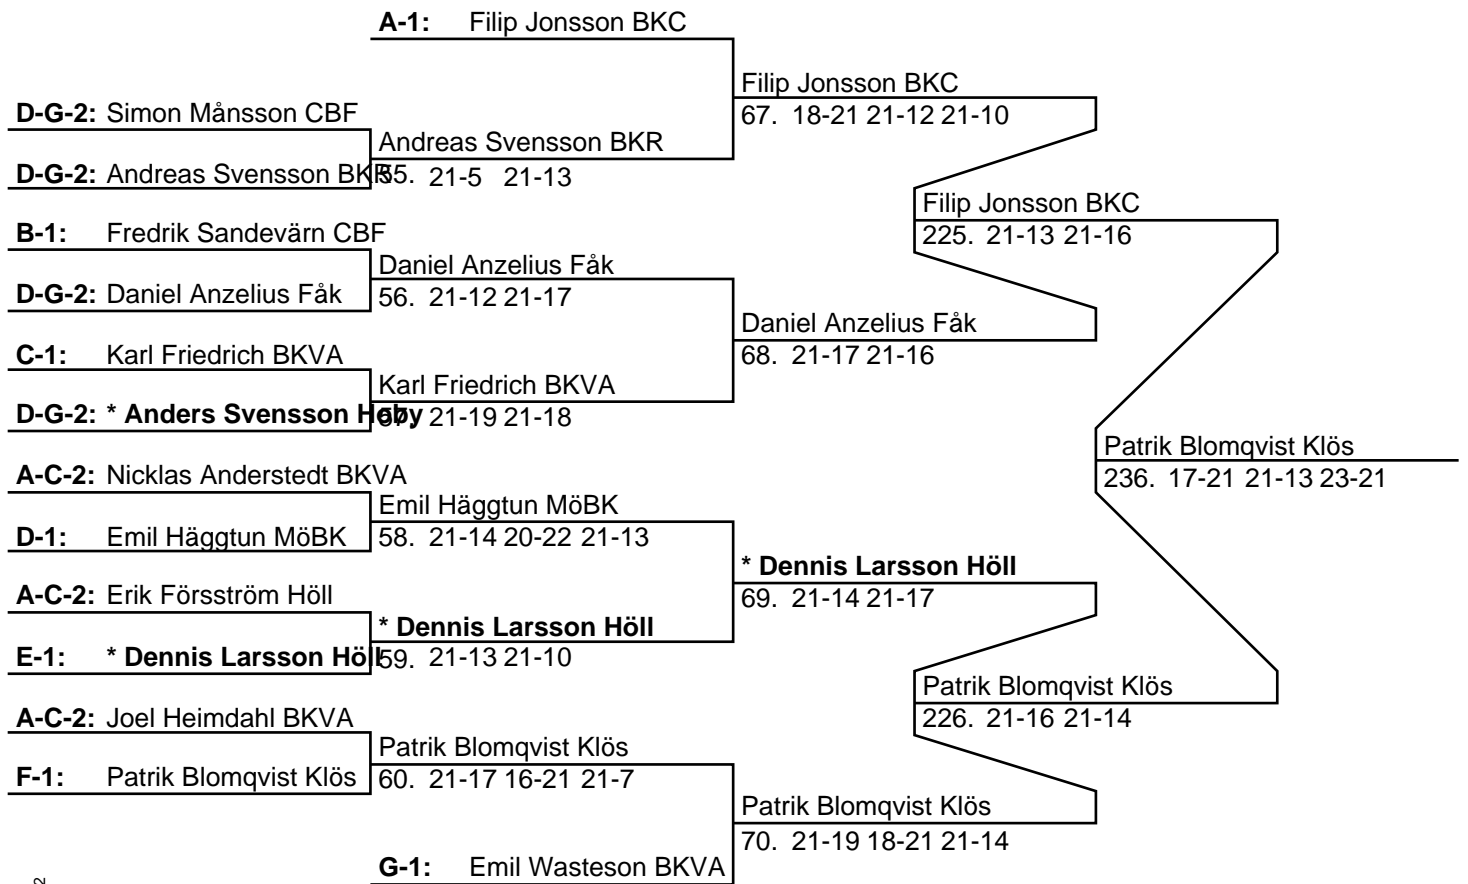 A-1: Filip Jonsson BKC
Filip Jonsson BKC
67. 18-21 21-12 21-10
D-G-2: Simon Månsson CBF
Andreas Svensson BKR
D-G-2: Andreas Svensson BKR
55. 21-5 21-13
Filip Jonsson BKC
225. 21-13 21-16
B-1: Fredrik Sandevärn CBF
Daniel Anzelius Fåk
D-G-2: Daniel Anzelius Fåk
56. 21-12 21-17
Daniel Anzelius Fåk
68. 21-17 21-16
C-1: Karl Friedrich BKVA
Karl Friedrich BKVA
D-G-2: * Anders Svensson Hoby
57. 21-19 21-18
Patrik Blomqvist Klös
236. 17-21 21-13 23-21
A-C-2: Nicklas Anderstedt BKVA
Emil Häggtun MöBK
D-1: Emil Häggtun MöBK
58. 21-14 20-22 21-13
* Dennis Larsson Höll
69. 21-14 21-17
A-C-2: Erik Försström Höll
* Dennis Larsson Höll
E-1: * Dennis Larsson Höll
59. 21-13 21-10
Patrik Blomqvist Klös
226. 21-16 21-14
A-C-2: Joel Heimdahl BKVA
Patrik Blomqvist Klös
F-1: Patrik Blomqvist Klös
60. 21-17 16-21 21-7
Patrik Blomqvist Klös
70. 21-19 18-21 21-14
G-1: Emil Wasteson BKVA
2